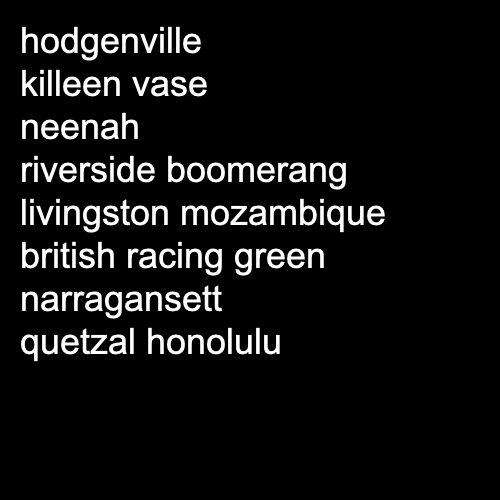 hodgenville
killeen vase
neenah
riverside boomerang
livingston mozambique
british racing green
narragansett
quetzal honolulu